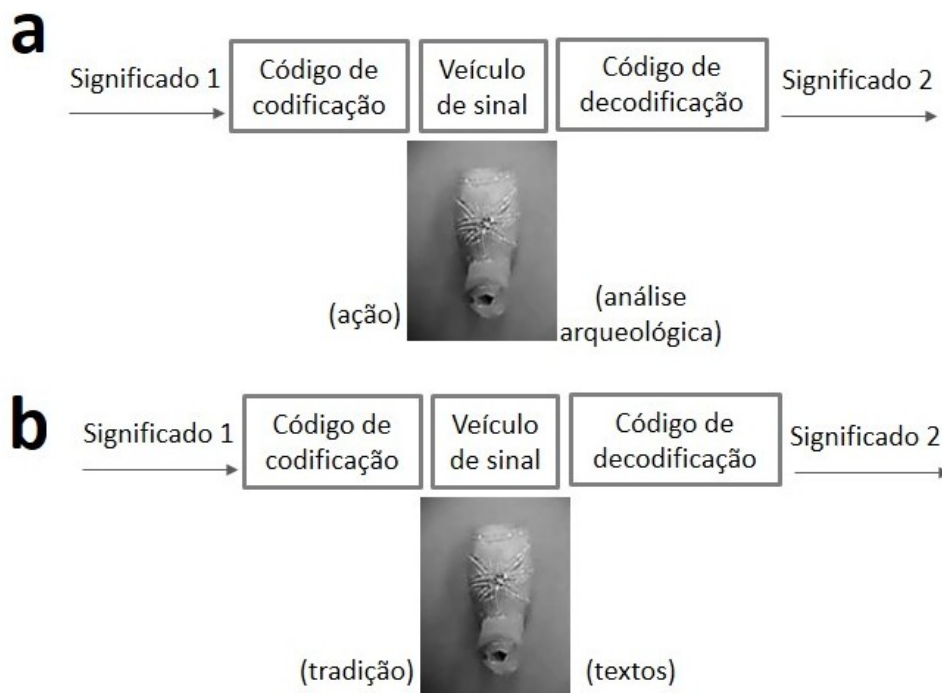 a
Significado 1
Código de
codificação
Veículo
de sinal
Código de
decodificação
Significado 2
(ação)
(análise
arqueológica)
b
Significado 1
Código de
codificação
Veículo
de sinal
Código de
decodificação
Significado 2
(tradição)
(textos)